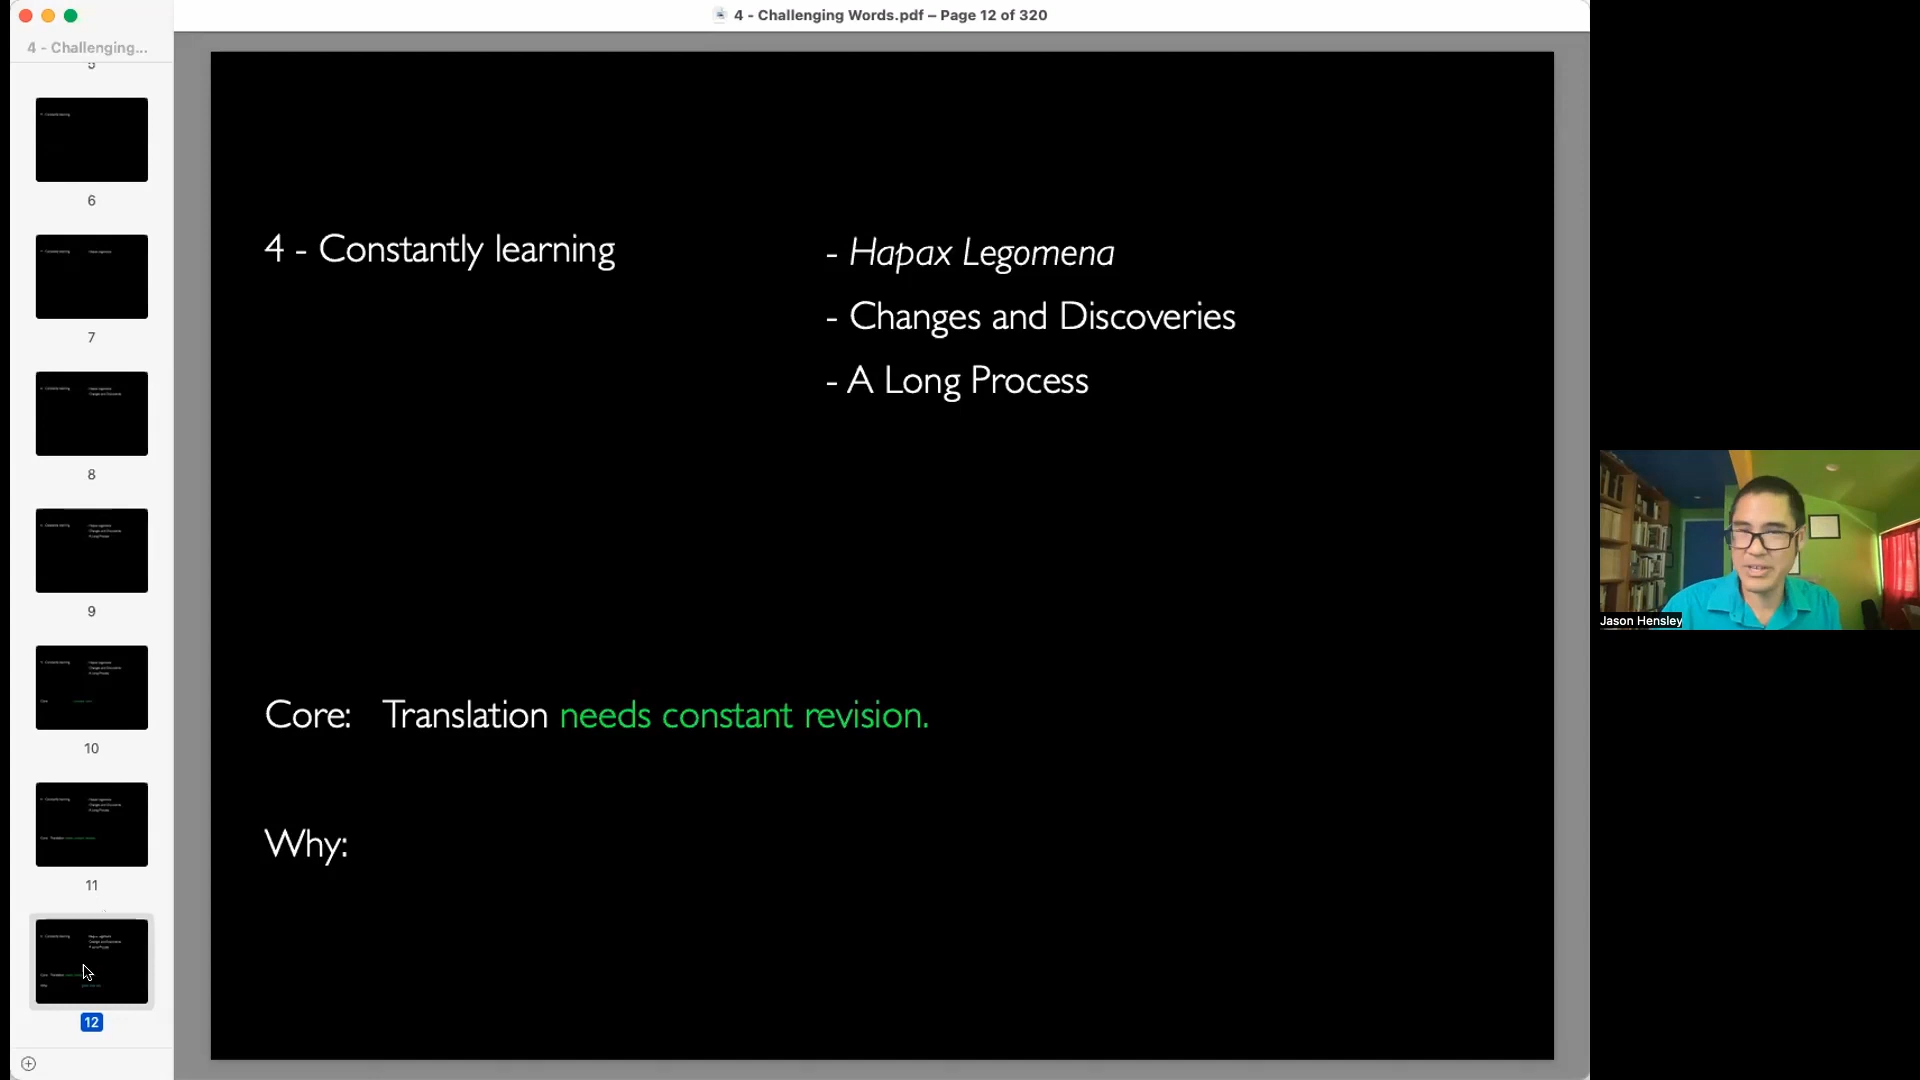 4 - Challenging Words.pdf – Page 12 of 320
4 - Challenging...
5
6
7
8
9
10
11
12
4 - Constantly learning
- Hapax Legomena
- Changes and Discoveries
- A Long Process
Core: Translation needs constant revision.
Why:
Jason Hensley